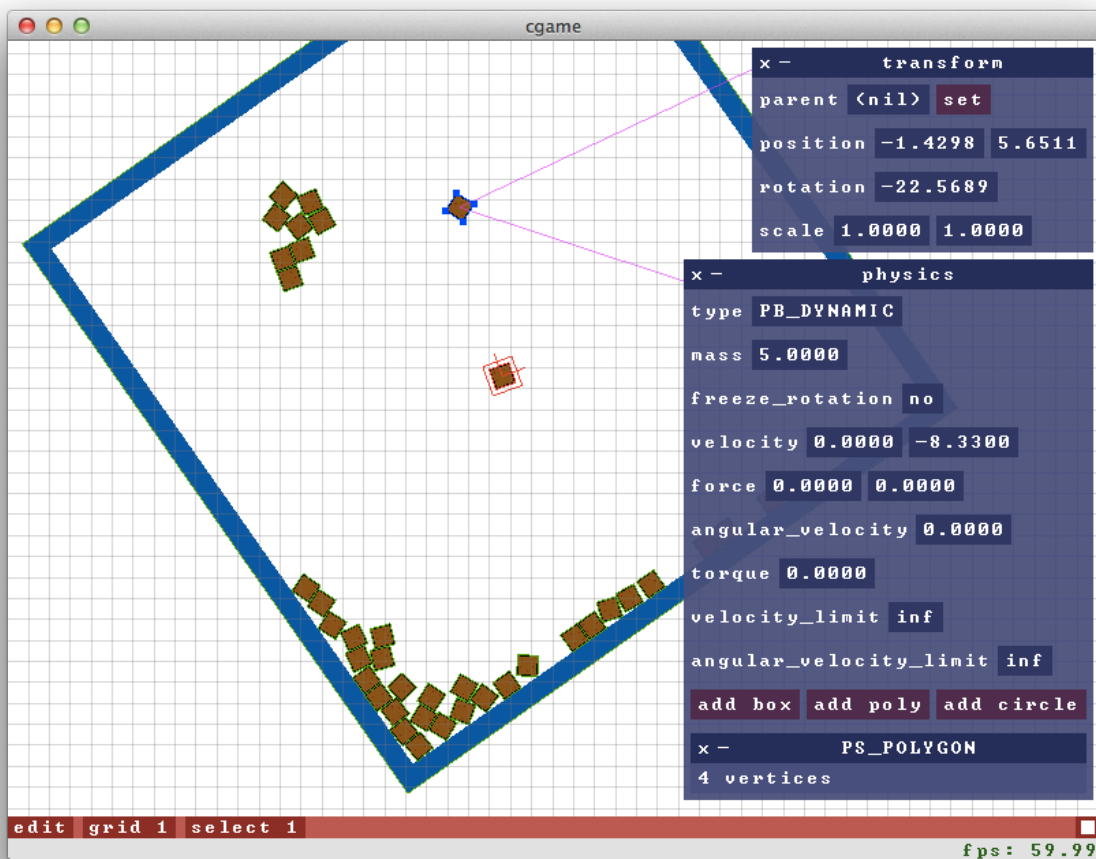 cgame
x − transform
parent (nil) set
position −1.4298 5.6511
rotation −22.5689
scale 1.0000 1.0000
x − physics
type PB_DYNAMIC
mass 5.0000
freeze_rotation no
velocity 0.0000 −8.3300
force 0.0000 0.0000
angular_velocity 0.0000
torque 0.0000
velocity_limit inf
angular_velocity_limit inf
add box add poly add circle
x − PS_POLYGON
4 vertices
edit grid 1 select 1
fps: 59.99